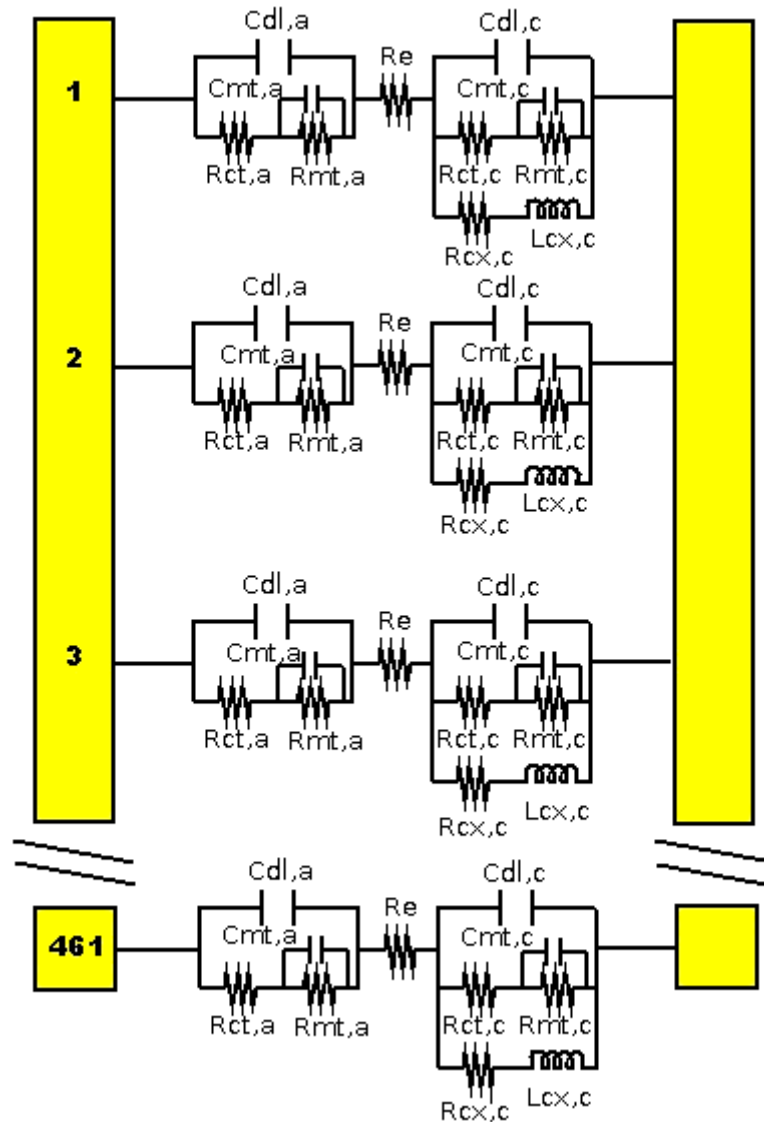 Cdl,a Cdl,c
Re
1 Cmt,a Cmt,c
Rct,a Rmt,a Rct,c Rmt,c
Rcx,c Lcx,c
Cdl,a Cdl,c
Re
2 Cmt,a Cmt,c
Rct,a Rmt,a Rct,c Rmt,c
Rcx,c Lcx,c
Cdl,a Cdl,c
Re
3 Cmt,a Cmt,c
Rct,a Rmt,a Rct,c Rmt,c
Rcx,c Lcx,c
Cdl,a Cdl,c
Re
461 Cmt,a Cmt,c
Rct,a Rmt,a Rct,c Rmt,c
Rcx,c Lcx,c